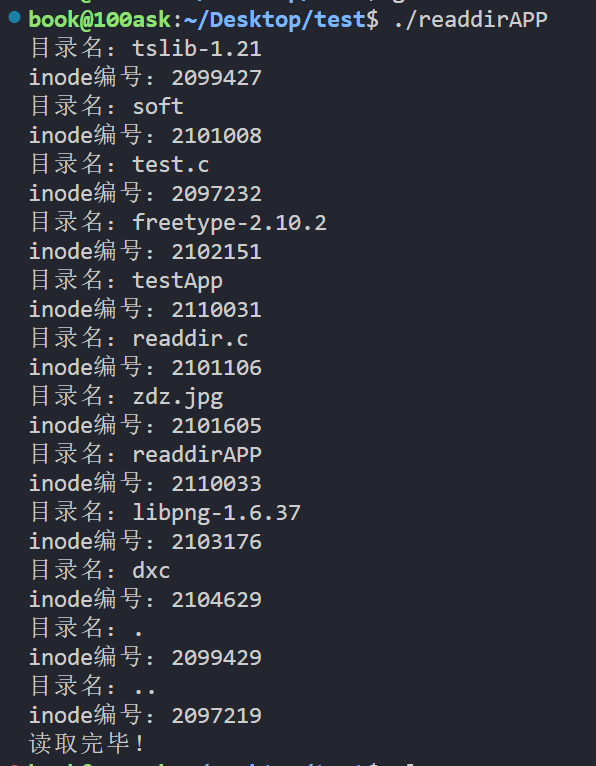 book@100ask:~/Desktop/test$ ./readdirAPP
目录名：tslib-1.21
inode编号：2099427
目录名：soft
inode编号：2101008
目录名：test.c
inode编号：2097232
目录名：freetype-2.10.2
inode编号：2102151
目录名：testApp
inode编号：2110031
目录名：readdir.c
inode编号：2101106
目录名：zdz.jpg
inode编号：2101605
目录名：readdirAPP
inode编号：2110033
目录名：libpng-1.6.37
inode编号：2103176
目录名：dxc
inode编号：2104629
目录名：.
inode编号：2099429
目录名：..
inode编号：2097219
读取完毕！